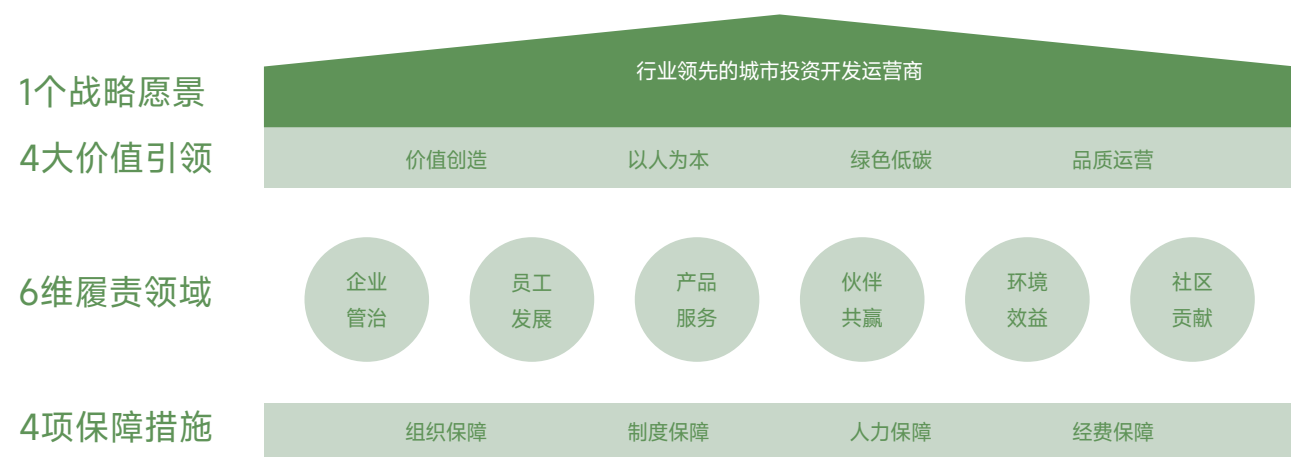 1个战略愿景
行业领先的城市投资开发运营商
4大价值引领
价值创造 以人为本 绿色低碳 品质运营
6维履责领域
企业
管治
员工
发展
产品
服务
伙伴
共赢
环境
效益
社区
贡献
4项保障措施
组织保障 制度保障 人力保障 经费保障